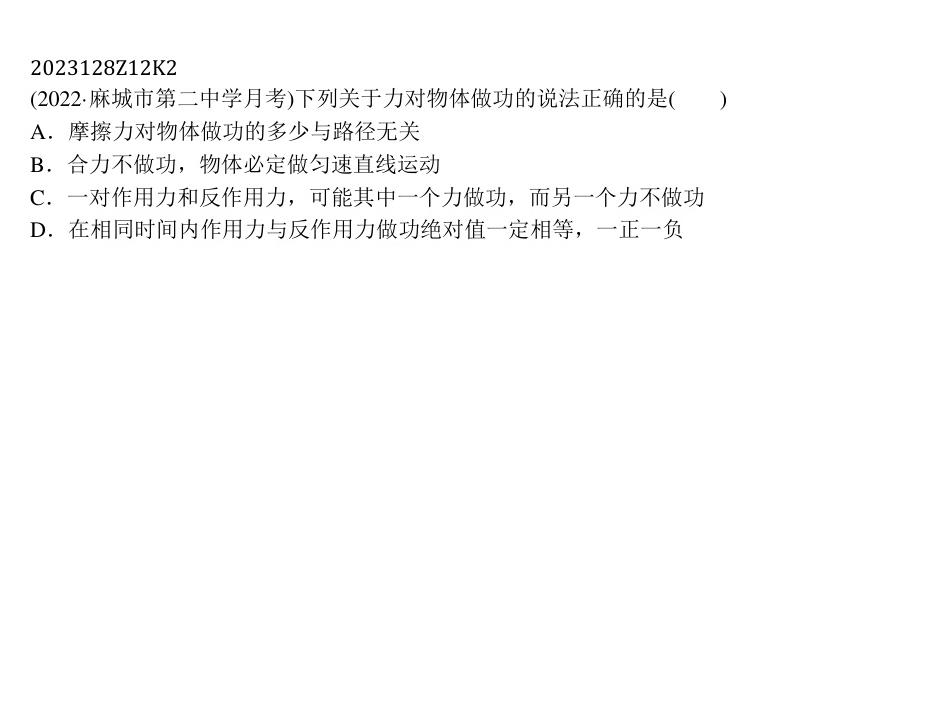 2023128Z12K2
(2022·麻城市第二中学月考)下列关于力对物体做功的说法正确的是(　　)
A．摩擦力对物体做功的多少与路径无关
B．合力不做功，物体必定做匀速直线运动
C．一对作用力和反作用力，可能其中一个力做功，而另一个力不做功
D．在相同时间内作用力与反作用力做功绝对值一定相等，一正一负